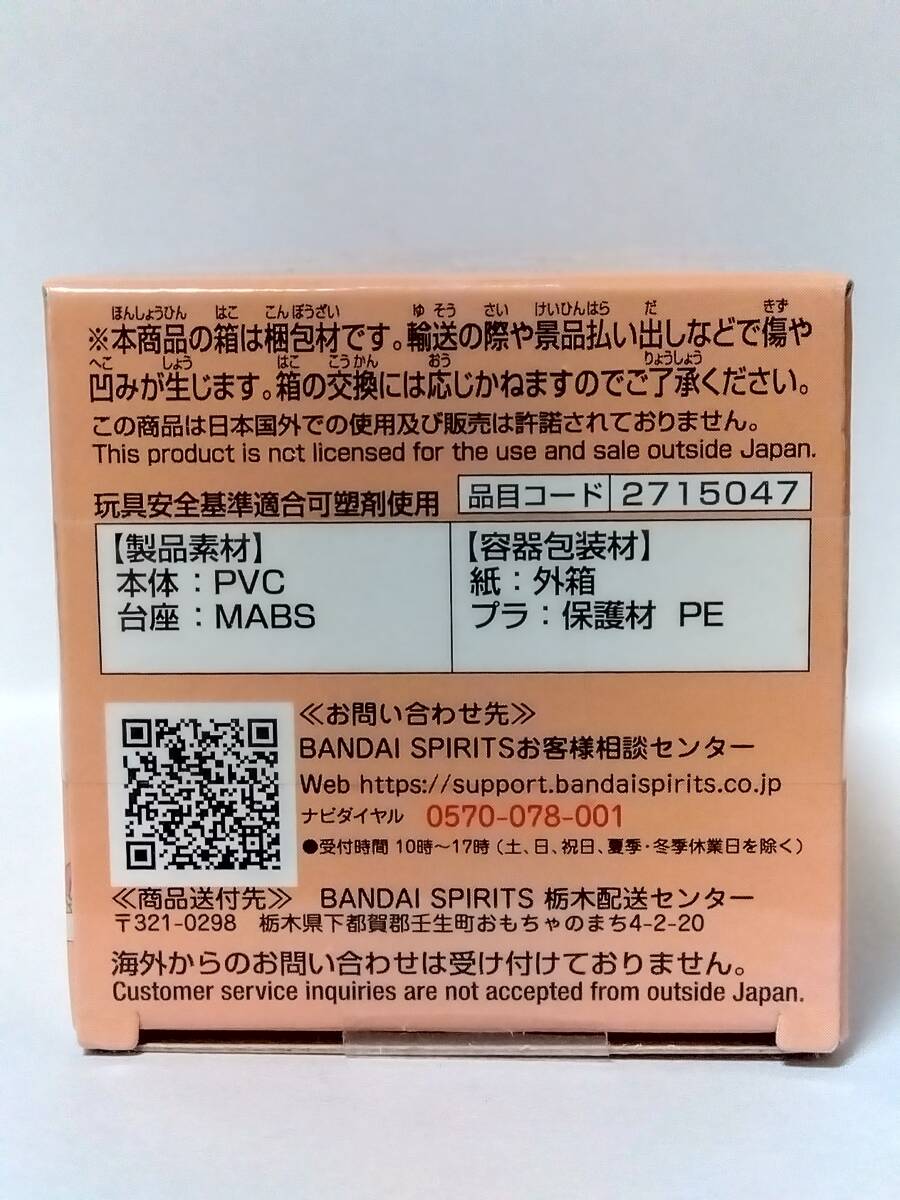 ほんしょうひん はこ こんぽうざい ゆそう さい けいひんはら だ きず
※本商品の箱は梱包材です。輸送の際や景品払い出しなどで傷や
へこ しょう はこ こうかん おう りょうしょう
凹みが生じます。箱の交換には応じかねますのでご了承ください。
この商品は日本国外での使用及び販売は許諾されておりません。
This product is not licensed for the use and sale outside Japan.
玩具安全基準適合可塑剤使用 品目コード 2715047
【製品素材】
本体：PVC
台座：MABS
【容器包装材】
紙：外箱
プラ：保護材 PE
≪お問い合わせ先≫
BANDAI SPIRITSお客様相談センター
Web https://support.bandaispirits.co.jp
ナビダイヤル 0570-078-001
●受付時間 10時～17時（土、日、祝日、夏季・冬季休業日を除く）
≪商品送付先≫ BANDAI SPIRITS 栃木配送センター
〒321-0298 栃木県下都賀郡壬生町おもちゃのまち4-2-20
海外からのお問い合わせは受け付けておりません。
Customer service inquiries are not accepted from outside Japan.